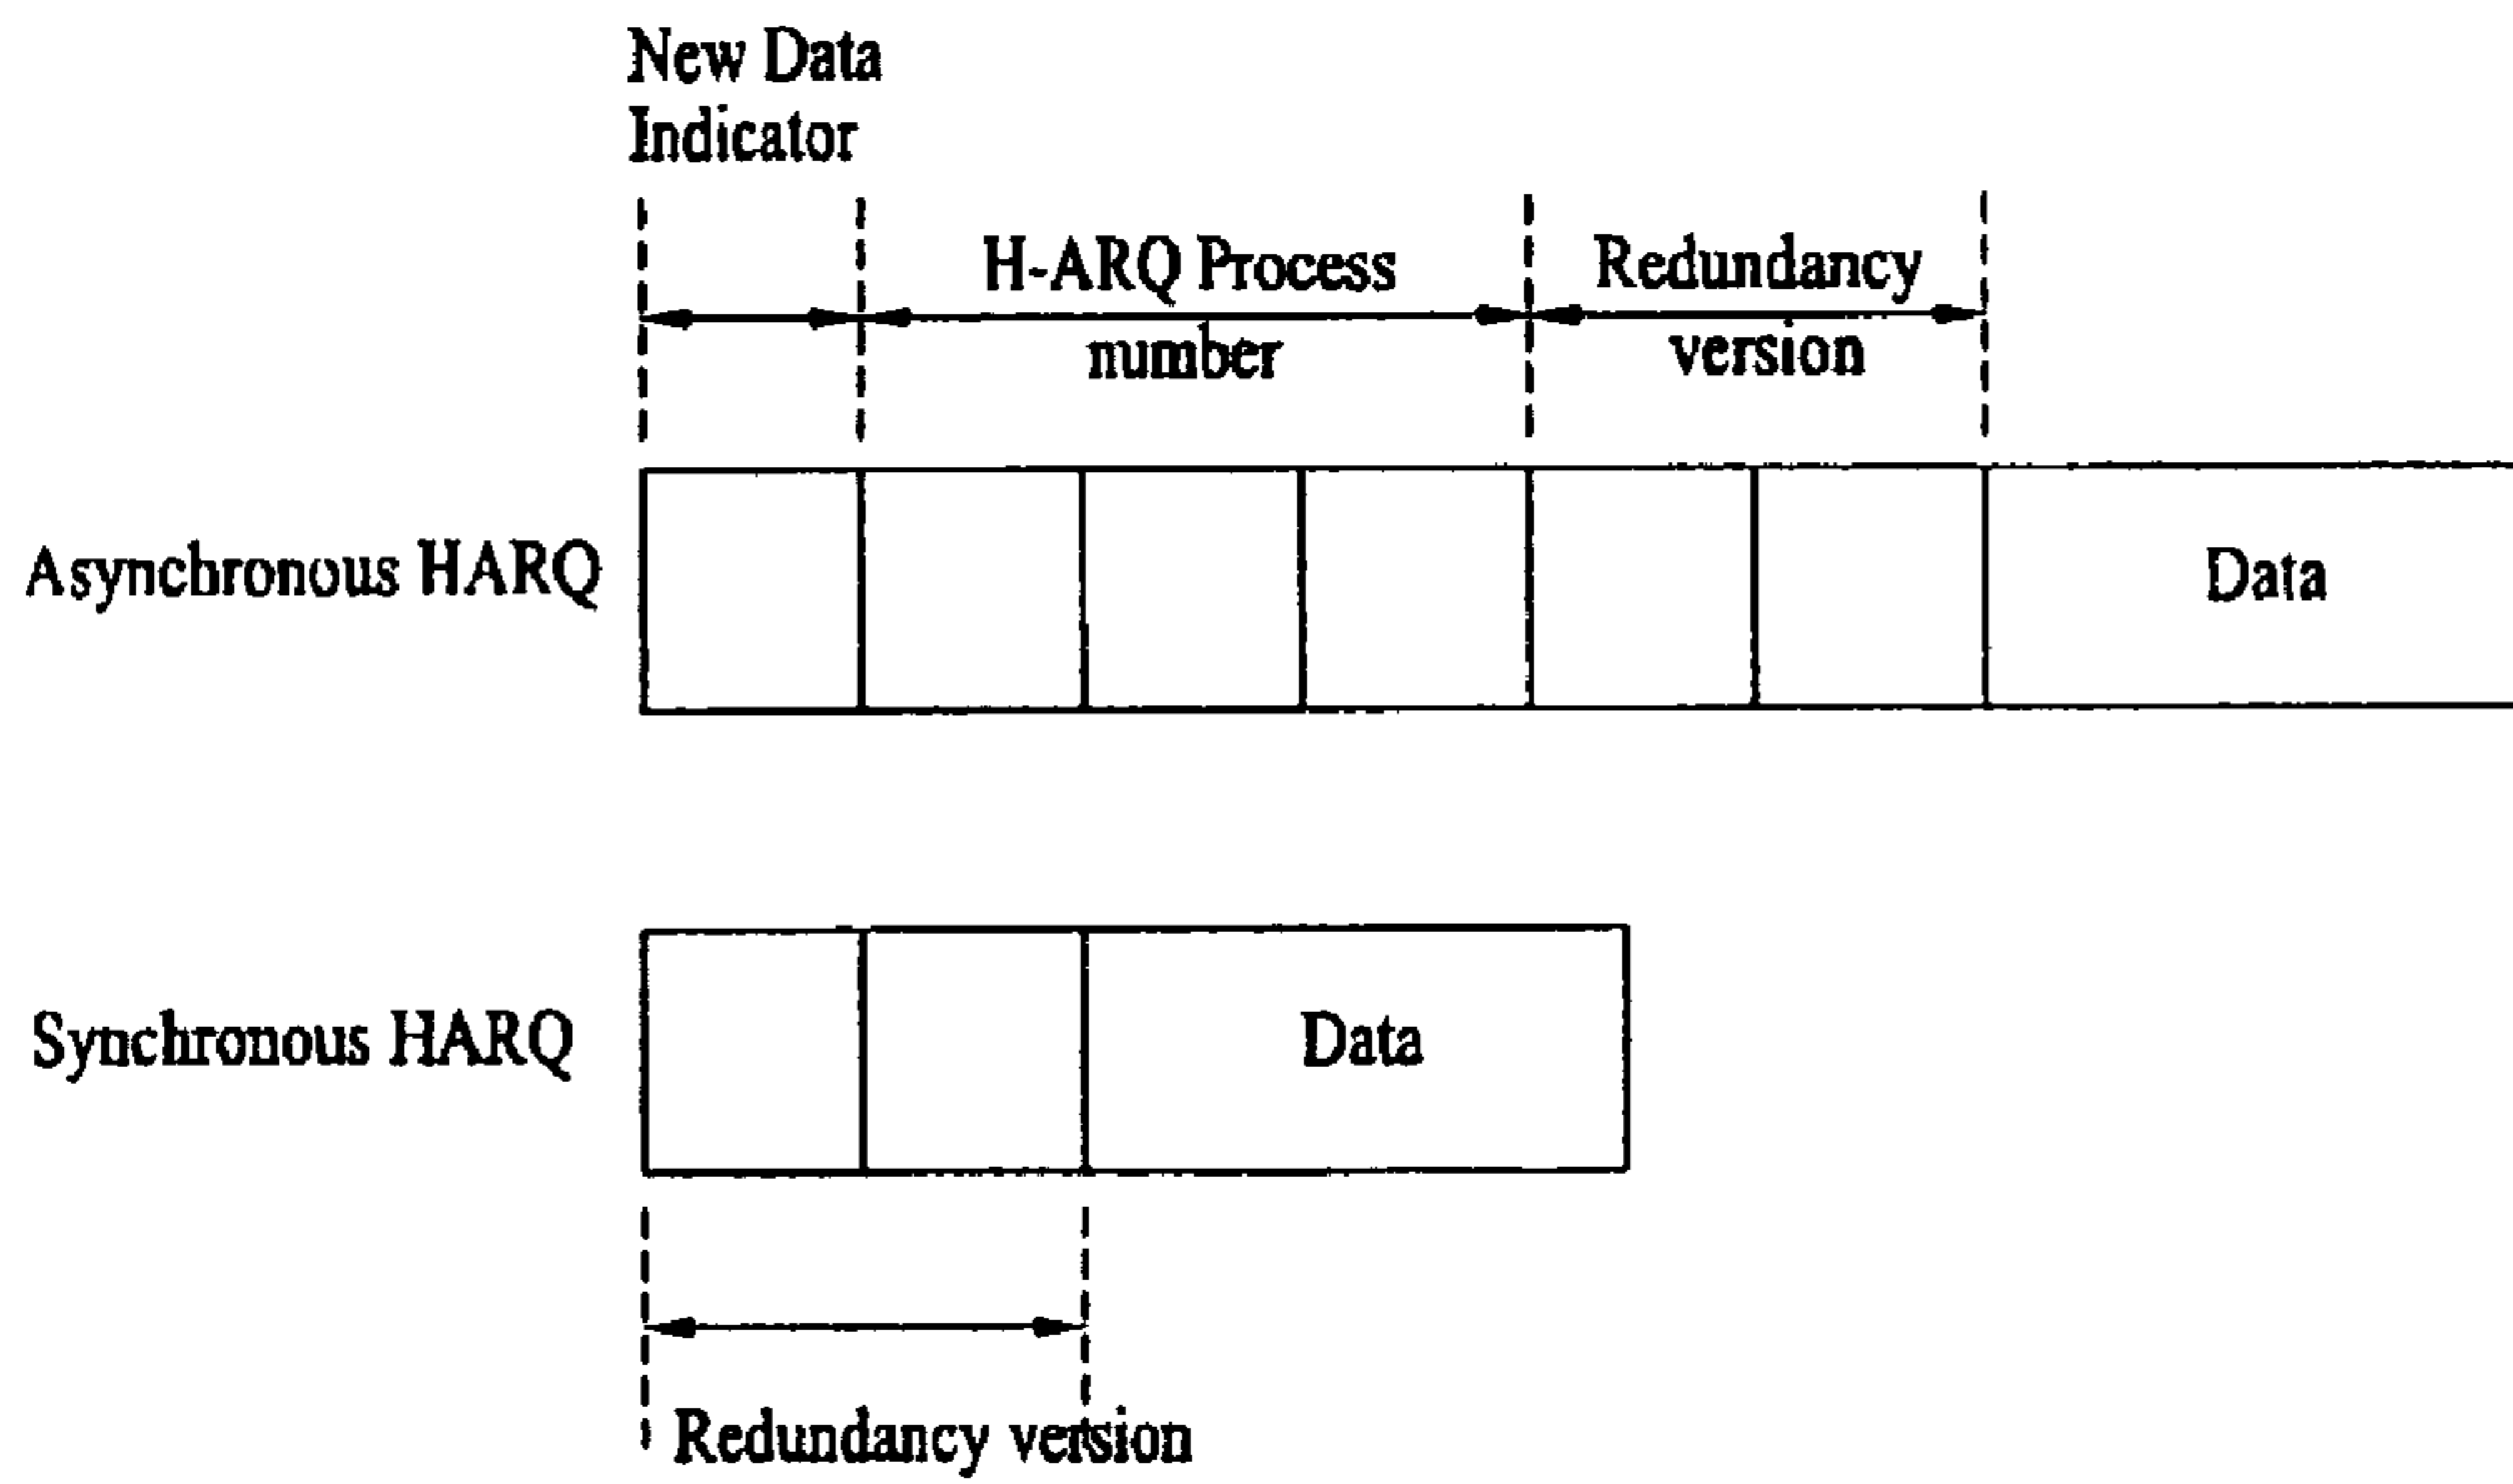 New Data
Indicator
H-ARQ Process
number
Redundancy
version
Asynchronous HARQ
Data
Synchronous HARQ
Data
Redundancy version